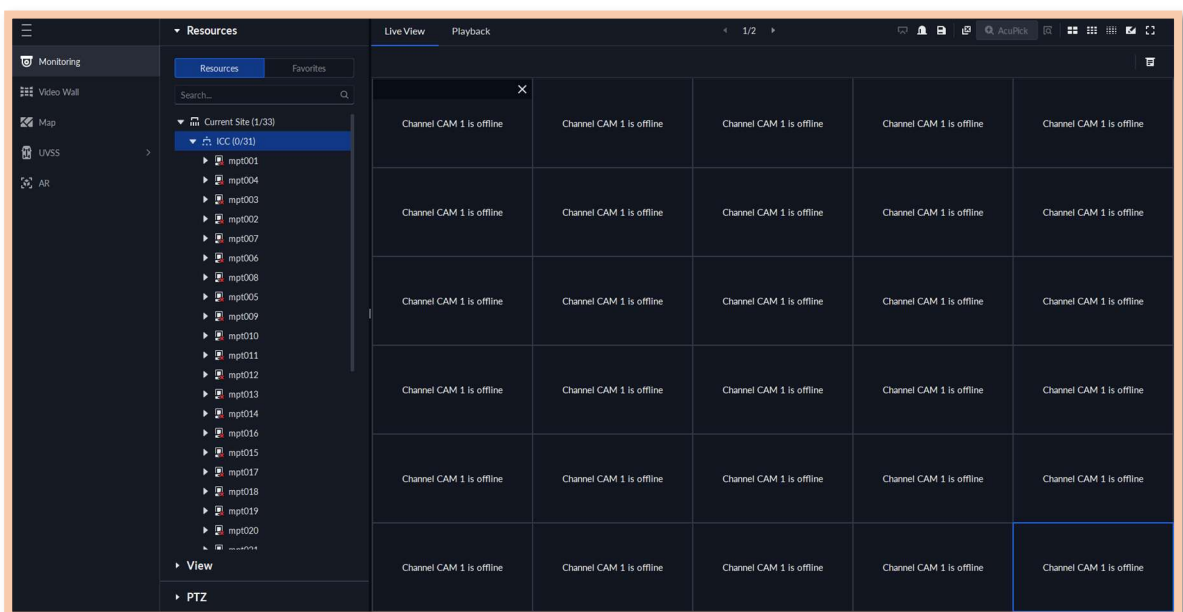 Resources
Live View Playback 1/2 AcuPick
Monitoring
Resources Favorites
Video Wall
Search...
Map
Current Site (1/33)
ICC (0/31)
UVSS
mpt001
AR
mpt004
mpt003
mpt002
mpt007
mpt006
mpt008
mpt005
mpt009
mpt010
mpt011
mpt012
mpt013
mpt014
mpt016
mpt015
mpt017
mpt018
mpt019
mpt020
mpt021
View
PTZ
Channel CAM 1 is offline Channel CAM 1 is offline Channel CAM 1 is offline Channel CAM 1 is offline Channel CAM 1 is offline
Channel CAM 1 is offline Channel CAM 1 is offline Channel CAM 1 is offline Channel CAM 1 is offline Channel CAM 1 is offline
Channel CAM 1 is offline Channel CAM 1 is offline Channel CAM 1 is offline Channel CAM 1 is offline Channel CAM 1 is offline
Channel CAM 1 is offline Channel CAM 1 is offline Channel CAM 1 is offline Channel CAM 1 is offline Channel CAM 1 is offline
Channel CAM 1 is offline Channel CAM 1 is offline Channel CAM 1 is offline Channel CAM 1 is offline Channel CAM 1 is offline
Channel CAM 1 is offline Channel CAM 1 is offline Channel CAM 1 is offline Channel CAM 1 is offline Channel CAM 1 is offline